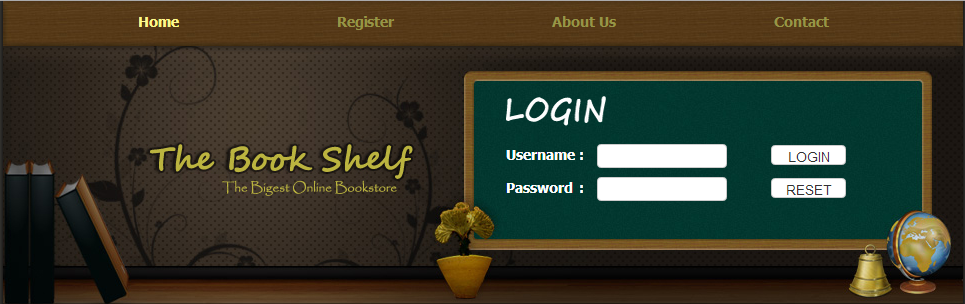 Home Register About Us Contact
LOGIN
The Book Shelf
The Bigest Online Bookstore
Username :
LOGIN
Password :
RESET